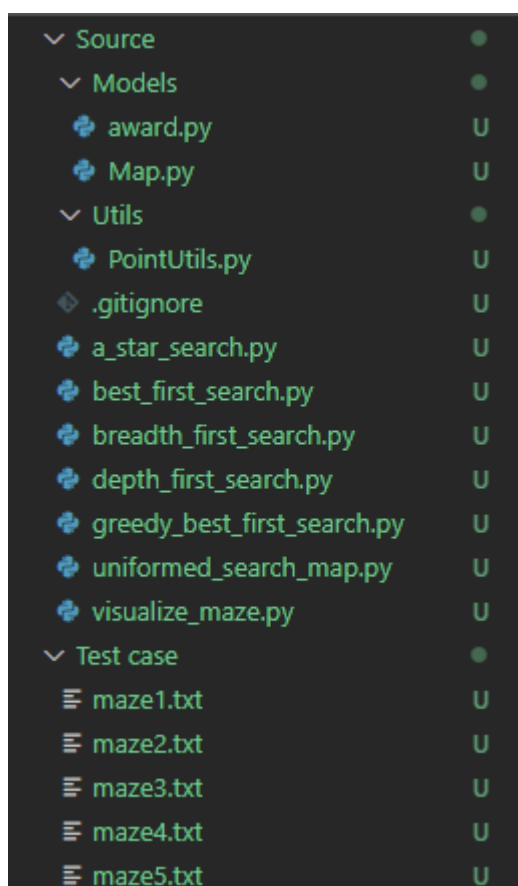 Source
Models
award.py U
Map.py U
Utils
PointUtils.py U
.gitignore U
a_star_search.py U
best_first_search.py U
breadth_first_search.py U
depth_first_search.py U
greedy_best_first_search.py U
uniformed_search_map.py U
visualize_maze.py U
Test case
maze1.txt U
maze2.txt U
maze3.txt U
maze4.txt U
maze5.txt U